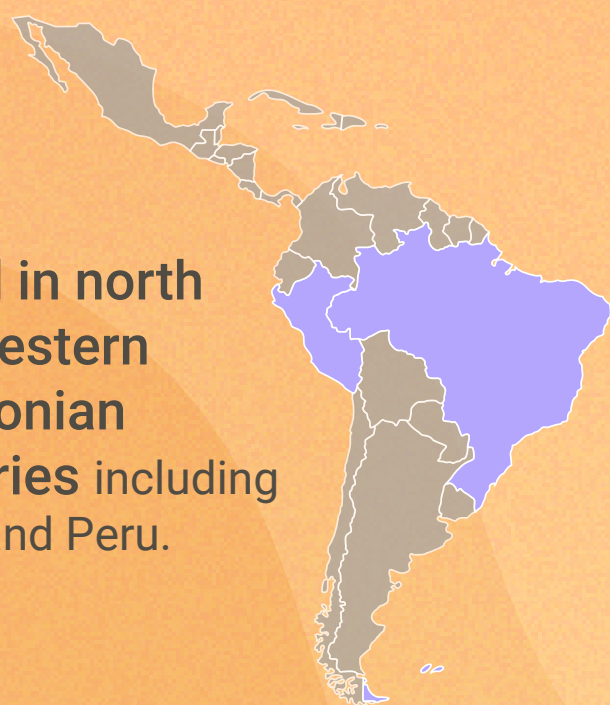 in north
estern
onian
ries including
nd Peru.